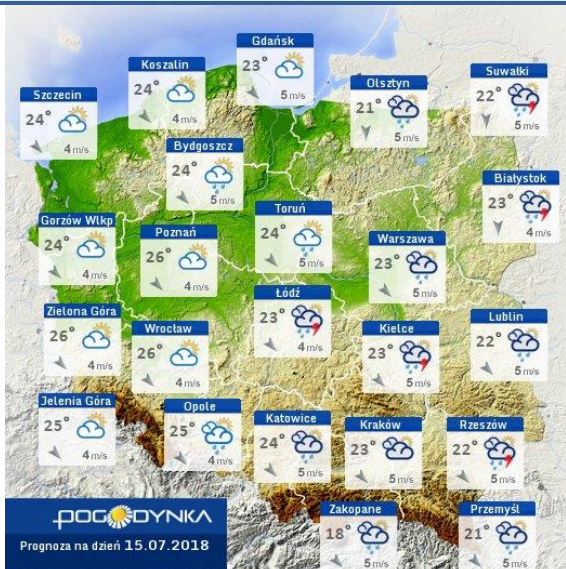 Gdańsk
23°
5 m/s
Koszalin
24°
4 m/s
Suwałki
22°
5 m/s
Olsztyn
21°
5 m/s
Szczecin
24°
4 m/s
Bydgoszcz
24°
5 m/s
Białystok
23°
4 m/s
Toruń
24°
5 m/s
Gorzów Wlkp
24°
4 m/s
Poznań
26°
4 m/s
Warszawa
23°
5 m/s
Łódź
23°
4 m/s
Zielona Góra
26°
4 m/s
Wrocław
26°
4 m/s
Kielce
23°
5 m/s
Lublin
22°
5 m/s
Jelenia Góra
25°
4 m/s
Opole
25°
4 m/s
Katowice
24°
5 m/s
Kraków
23°
5 m/s
Rzeszów
22°
5 m/s
Zakopane
18°
5 m/s
Przemyśl
21°
5 m/s
POGODYNKA
Prognoza na dzień 15.07.2018